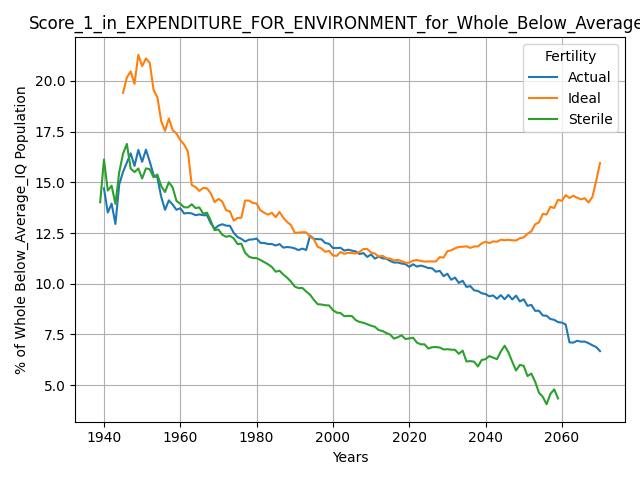 Score_1_in_EXPENDITURE_FOR_ENVIRONMENT_for_Whole_Below_Average
Fertility
Actual
Ideal
Sterile
% of Whole Below_Average_IQ Population
20.0
17.5
15.0
12.5
10.0
7.5
5.0
1940 1960 1980 2000 2020 2040 2060
Years